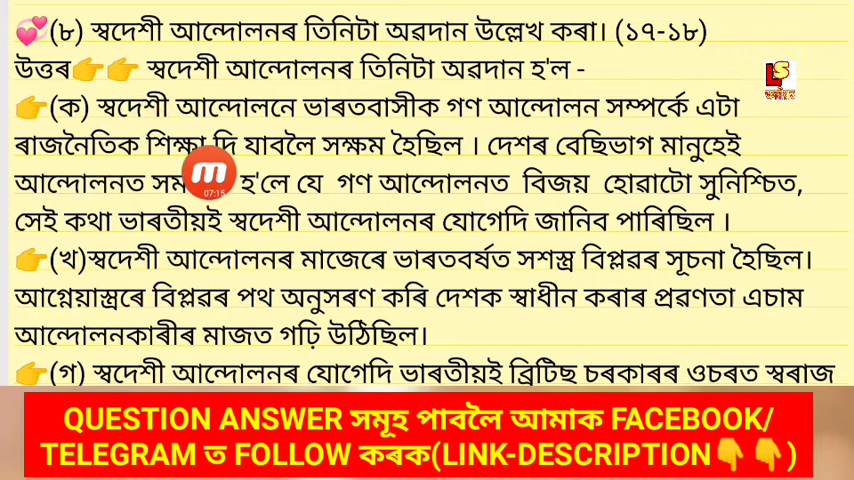 💞(৮) স্বদেশী আন্দোলনৰ তিনিটা অৱদান উল্লেখ কৰা। (১৭-১৮)
উত্তৰ👉👉 স্বদেশী আন্দোলনৰ তিনিটা অৱদান হ'ল -
LS
👉(ক) স্বদেশী আন্দোলনে ভাৰতবাসীক গণ আন্দোলন সম্পৰ্কে এটা
ৰাজনৈতিক শিক্ষা দি যাবলৈ সক্ষম হৈছিল । দেশৰ বেছিভাগ মানুহেই
আন্দোলনত হ'লে যে গণ আন্দোলনত বিজয় হোৱাটো সুনিশ্চিত,
07:15
সেই কথা ভাৰতীয়ই স্বদেশী আন্দোলনৰ যোগেদি জানিব পাৰিছিল ।
👉(খ)স্বদেশী আন্দোলনৰ মাজেৰে ভাৰতবৰ্ষত সশস্ত্ৰ বিপ্লৱৰ সূচনা হৈছিল।
আগ্নেয়াস্ত্ৰৰে বিপ্লৱৰ পথ অনুসৰণ কৰি দেশক স্বাধীন কৰাৰ প্ৰৱণতা এচাম
আন্দোলনকাৰীৰ মাজত গঢ়ি উঠিছিল।
👉(গ) স্বদেশী আন্দোলনৰ যোগেদি ভাৰতীয়ই ব্ৰিটিছ চৰকাৰৰ ওচৰত স্বৰাজ
QUESTION ANSWER সমূহ পাবলৈ আমাক FACEBOOK/
TELEGRAM ত FOLLOW কৰক(LINK-DESCRIPTION👇👇)